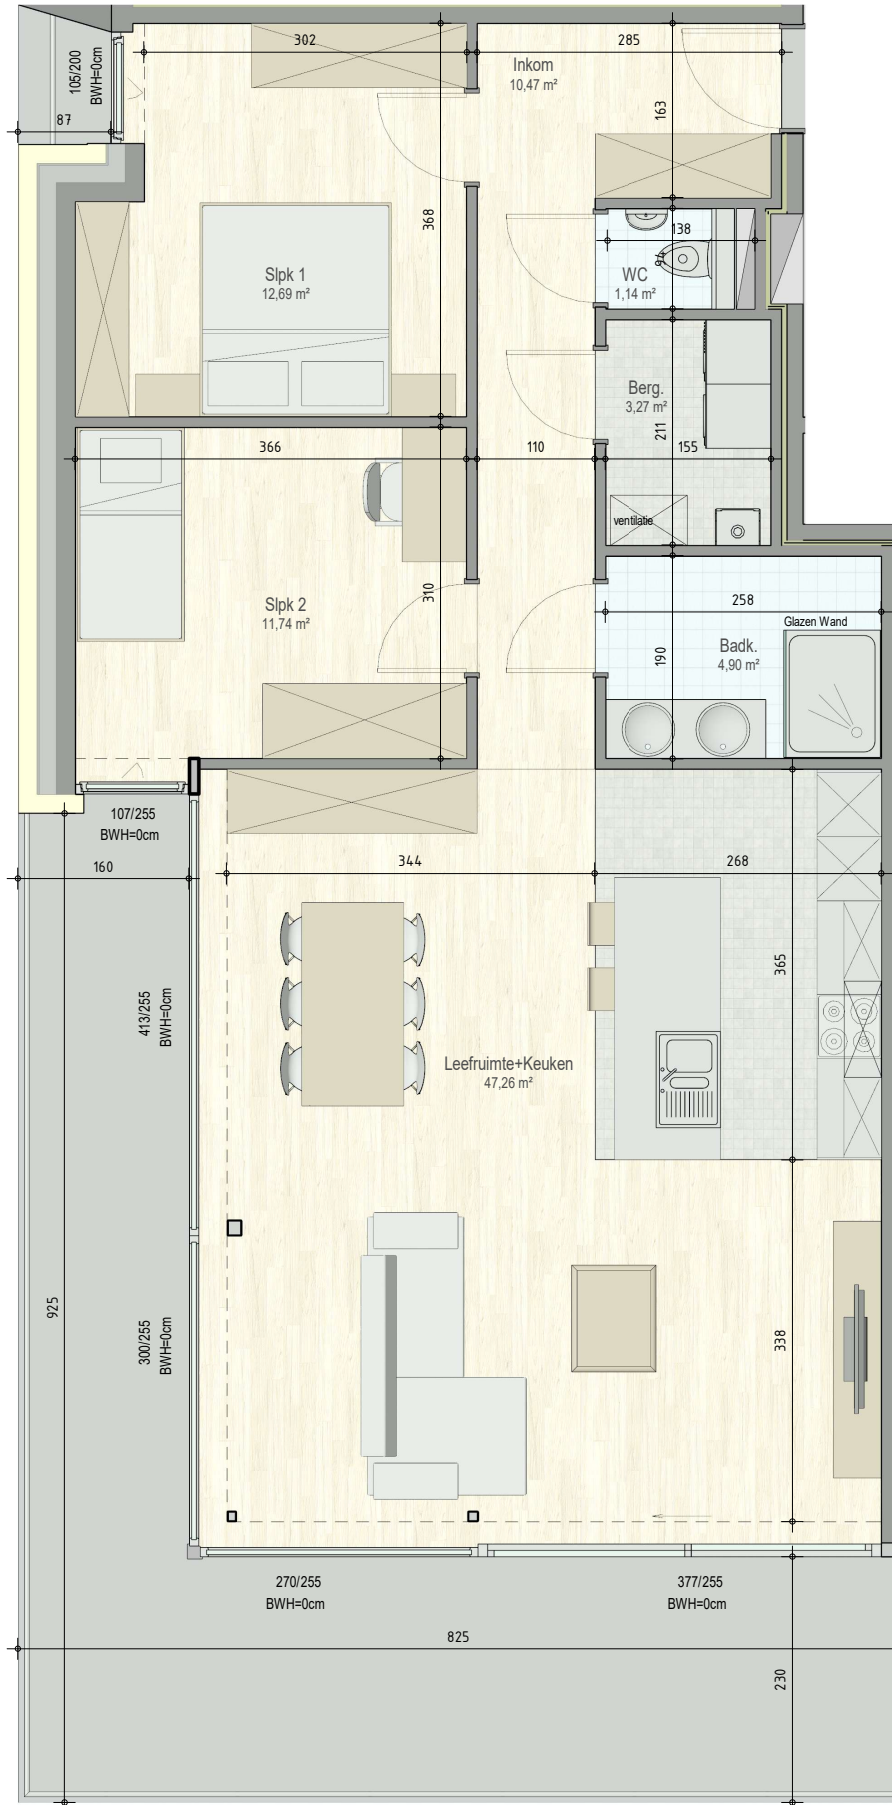 302
285
Inkom
10,47 m²
105/200
BWH=0cm
87
163
368
138
WC
1,14 m²
Slpk 1
12,69 m²
Berg.
3,27 m²
211
155
366
110
ventilatie
310
Slpk 2
11,74 m²
258
Glazen Wand
190
Badk.
4,90 m²
107/255
BWH=0cm
160
344
268
365
413/255
BWH=0cm
Leefruimte+Keuken
47,26 m²
925
300/255
BWH=0cm
338
270/255
BWH=0cm
377/255
BWH=0cm
825
230